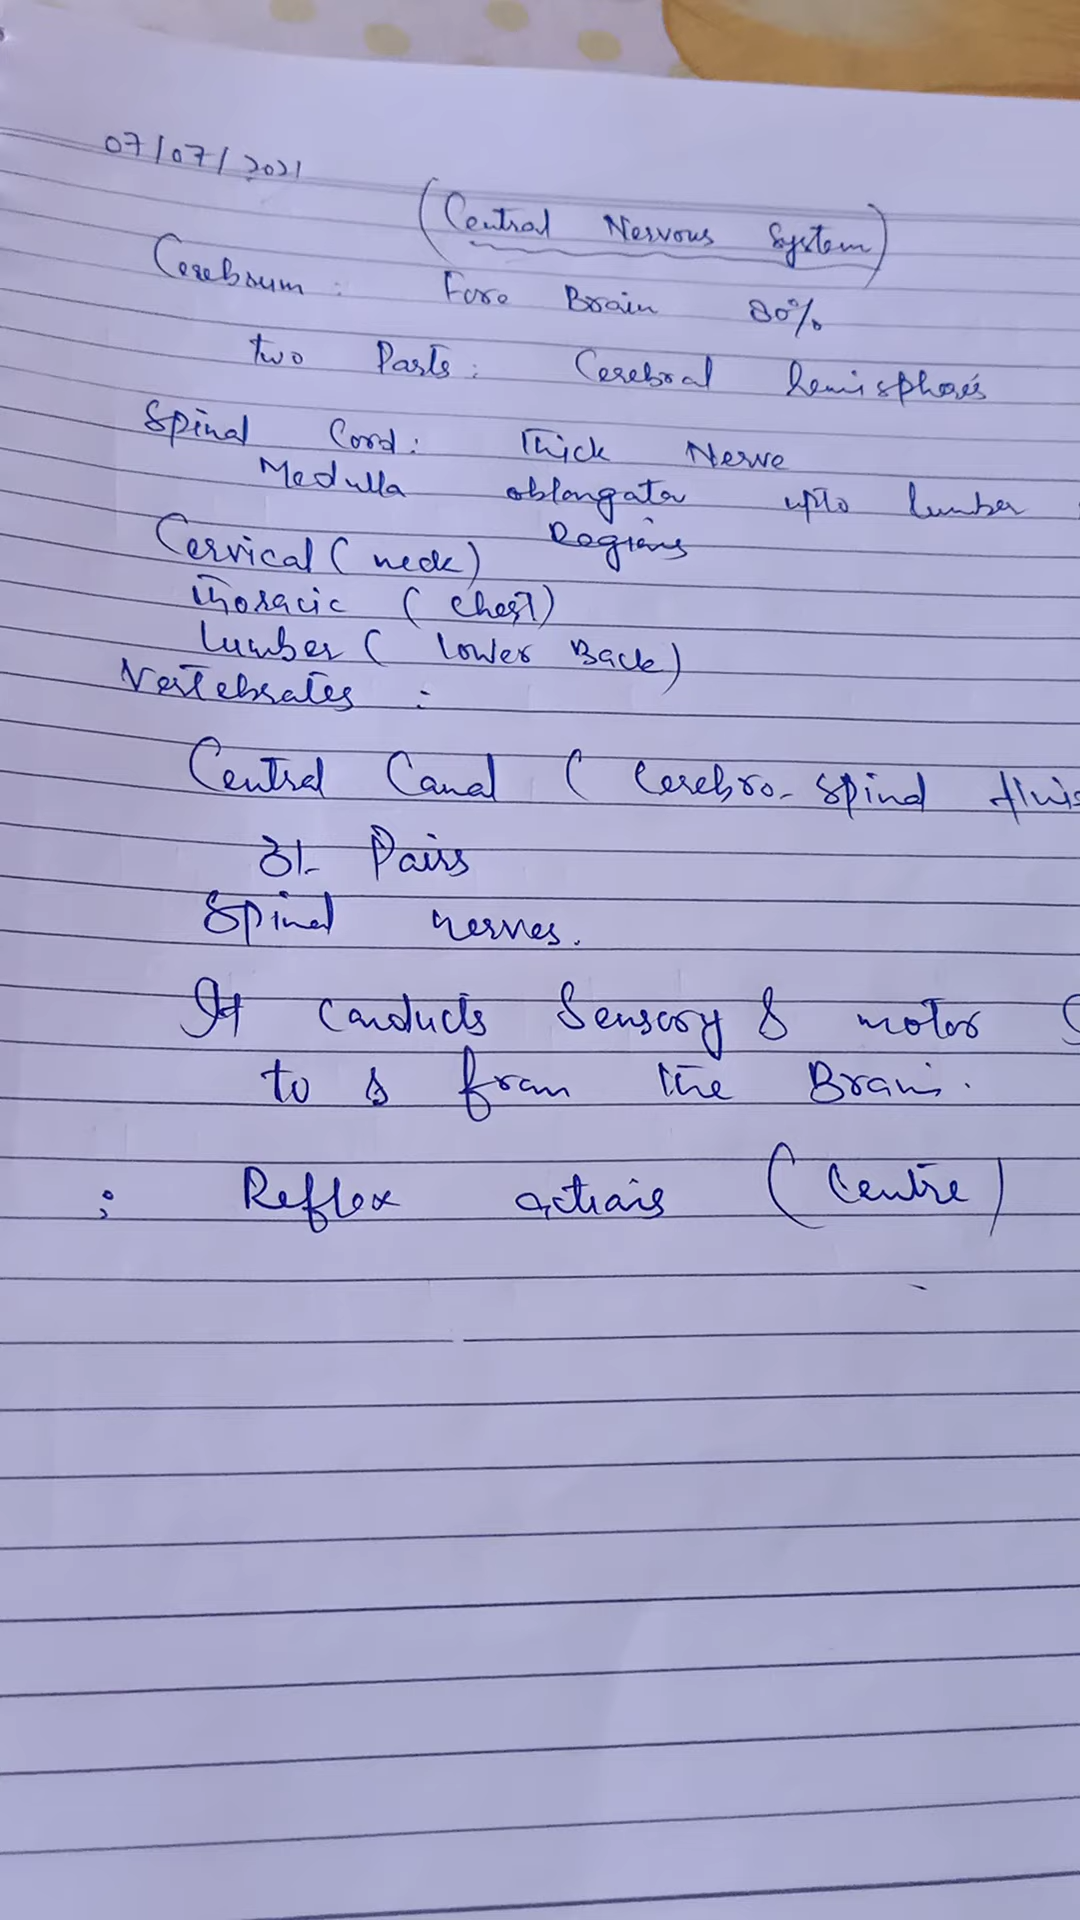 07/07/2021
(Central Nervous System)
Cerebrum : Fore Brain 80%
two Parts: Cerebral hemispheres
Spinal Cord: Thick Nerve
Medulla oblongata upto lumber
Regions
Cervical (neck)
Thoracic (chest)
Lumber (lower Back)
Vertebrates :
Central Canal ( Cerebro-spinal
31 Pairs
Spinal nerves.
It conducts Sensory & motor
to & from the Brain.
: Reflex actions (Centre)